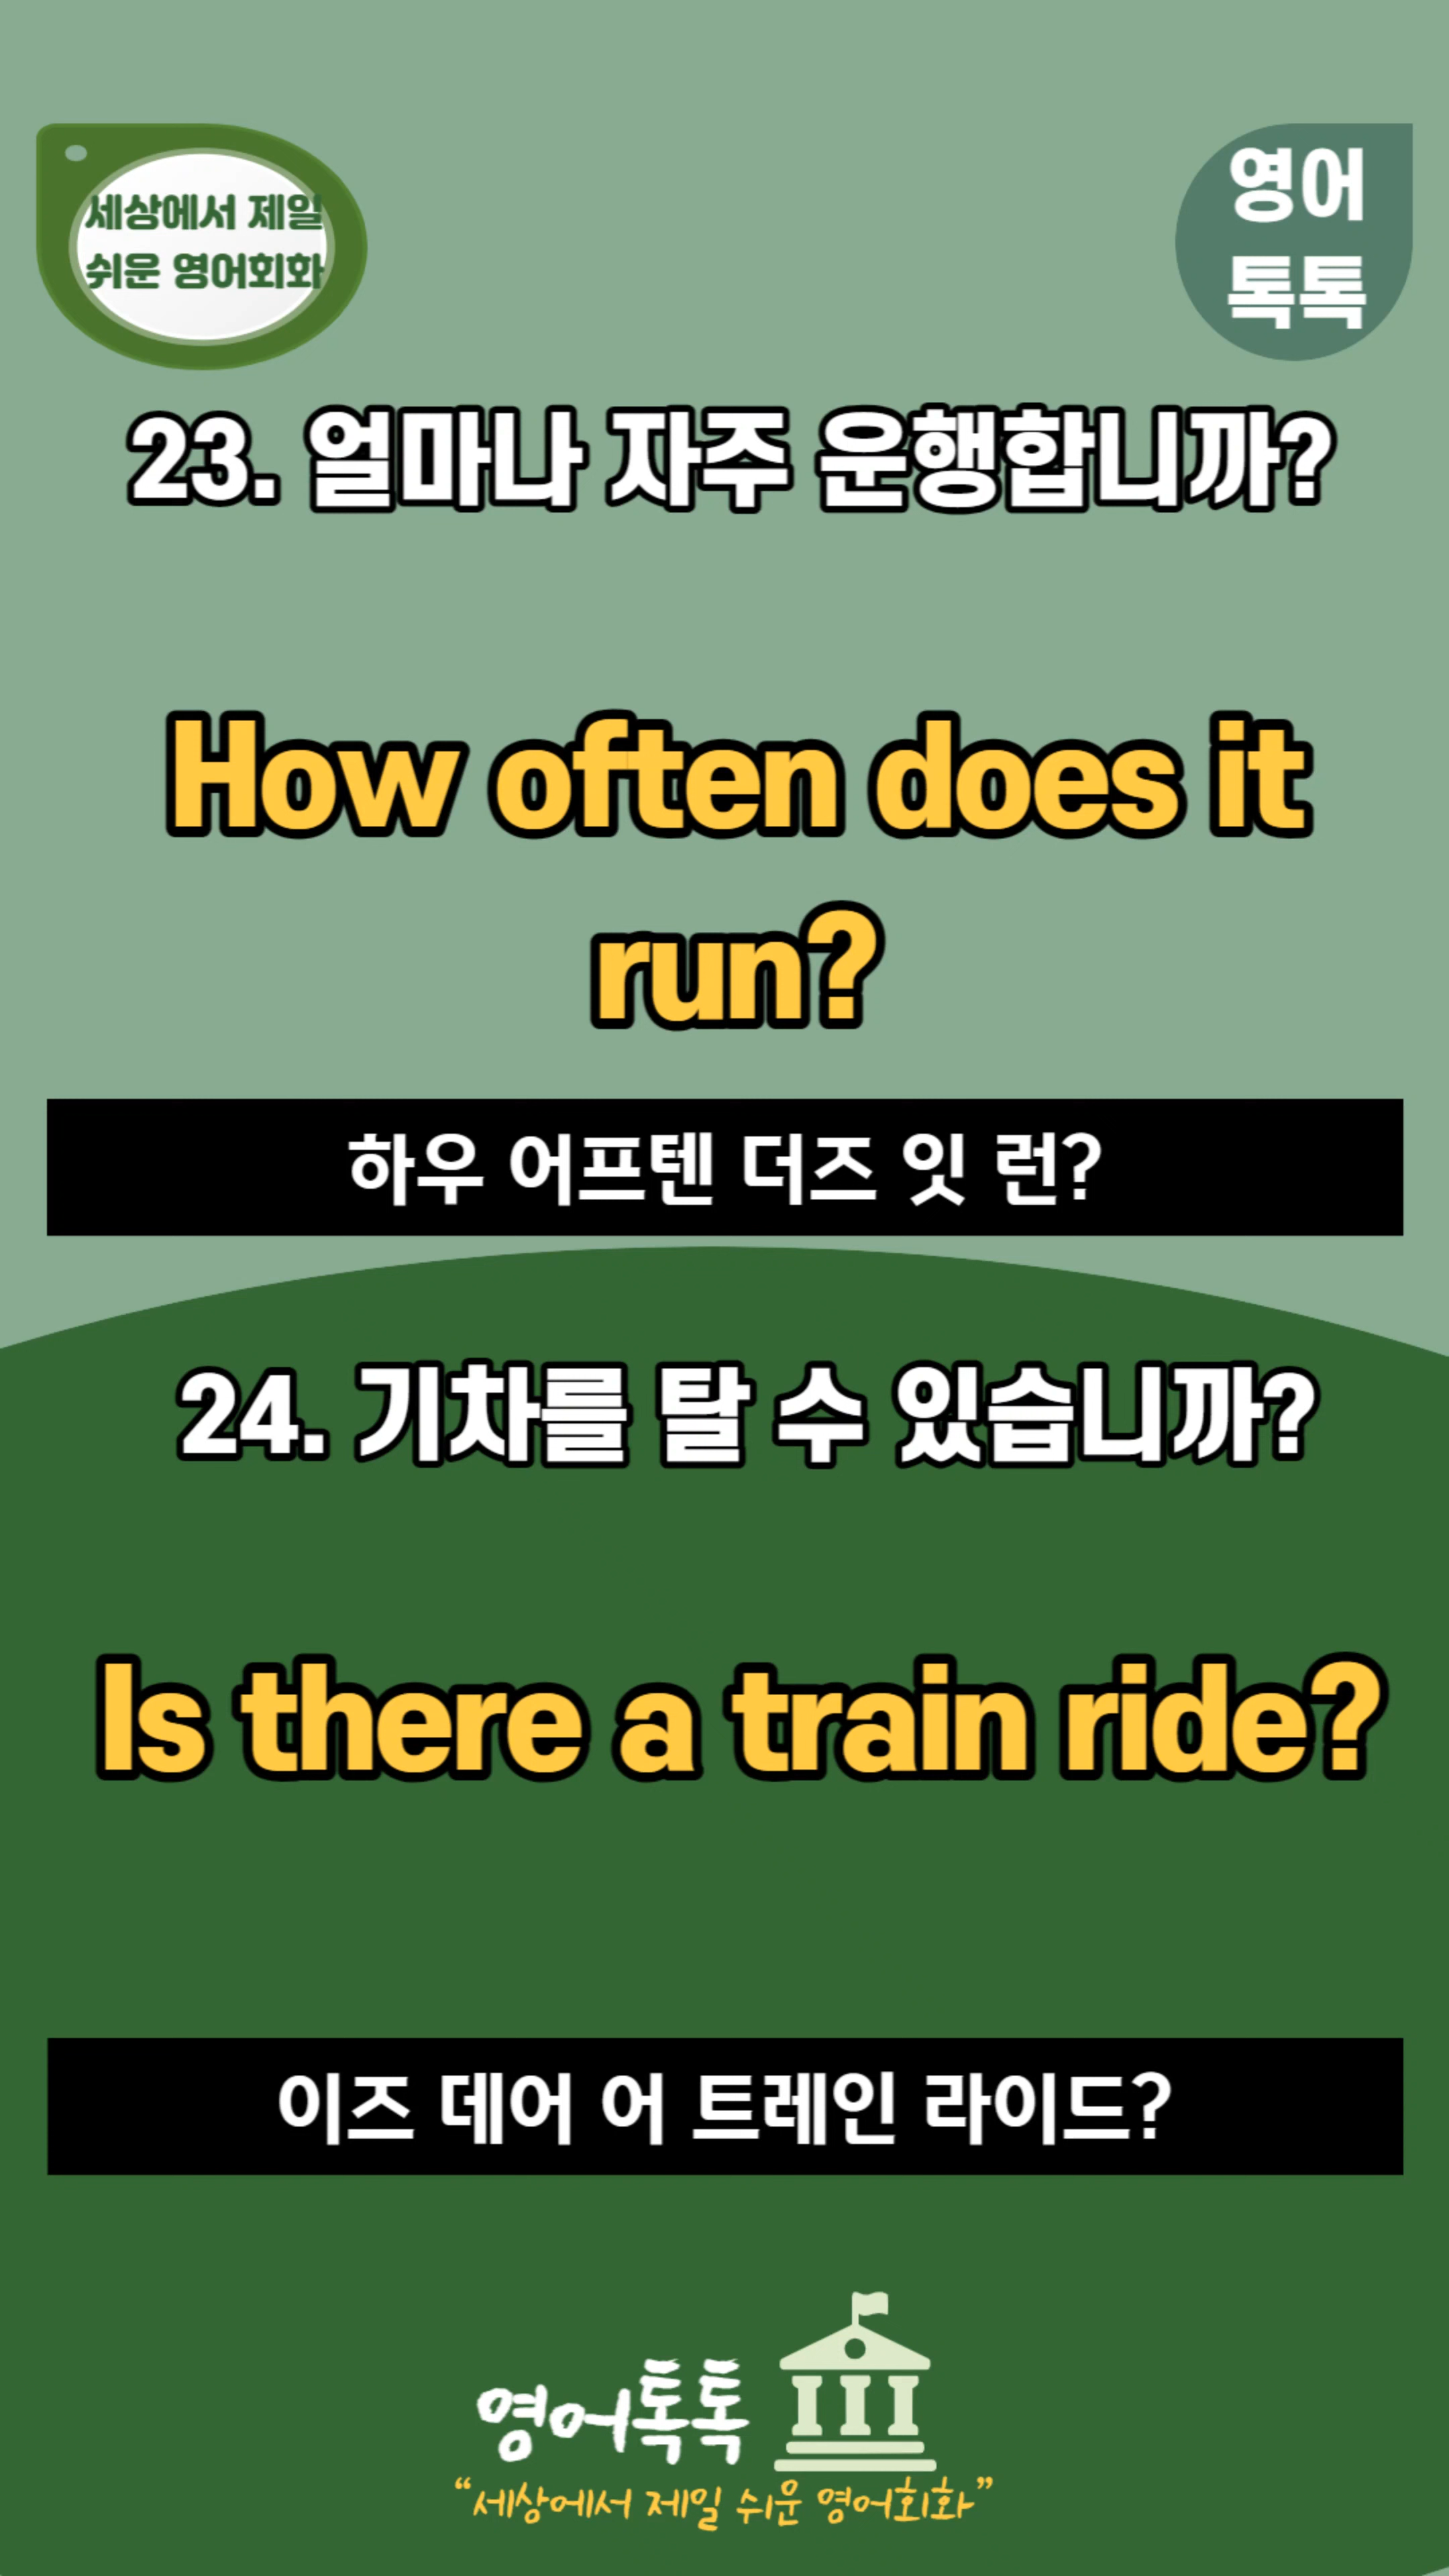 세상에서 제일
쉬운 영어회화
영어
톡톡
23. 얼마나 자주 운행합니까?
How often does it
run?
하우 어프텐 더즈 잇 런?
24. 기차를 탈 수 있습니까?
Is there a train ride?
이즈 데어 어 트레인 라이드?
영어톡톡
“세상에서 제일 쉬운 영어회화”